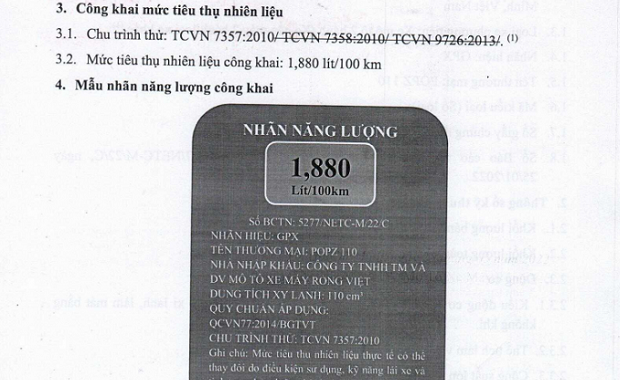 3. Công khai mức tiêu thụ nhiên liệu
3.1. Chu trình thử: TCVN 7357:2010/ TCVN 7358:2010/ TCVN 9726:2013/. (1)
3.2. Mức tiêu thụ nhiên liệu công khai: 1,880 lít/100 km
4. Mẫu nhãn năng lượng công khai
NHÃN NĂNG LƯỢNG
1,880
Lít/100km
Số BCTN: 5277/NETC-M/22/C
NHÃN HIỆU: GPX
TÊN THƯƠNG MẠI: POPZ 110
NHÀ NHẬP KHẨU: CÔNG TY TNHH TM VÀ
DV MÔ TÔ XE MÁY RỒNG VIỆT
DUNG TÍCH XY LANH: 110 cm³
QUY CHUẨN ÁP DỤNG:
QCVN77:2014/BGTVT
CHU TRÌNH THỬ: TCVN 7357:2010
Ghi chú: Mức tiêu thụ nhiên liệu thực tế có thể
thay đổi do điều kiện sử dụng, kỹ năng lái xe và